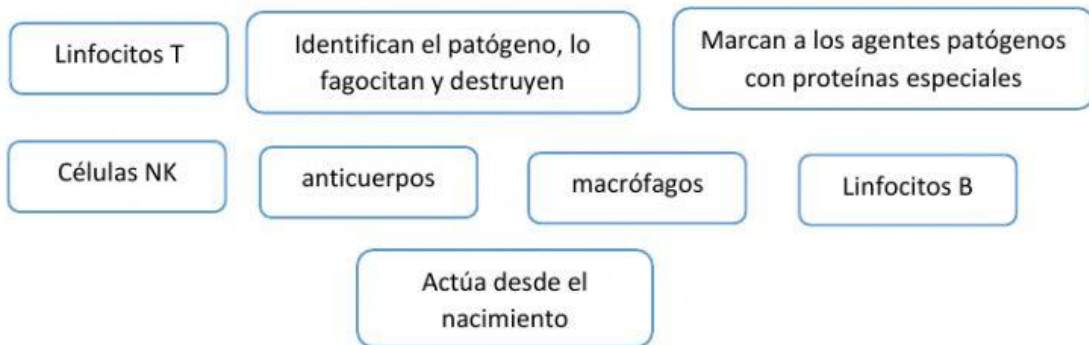 Linfocitos T
Identifican el patógeno, lo
fagocitan y destruyen
Marcan a los agentes patógenos
con proteínas especiales
Células NK
anticuerpos
macrófagos
Linfocitos B
Actúa desde el
nacimiento